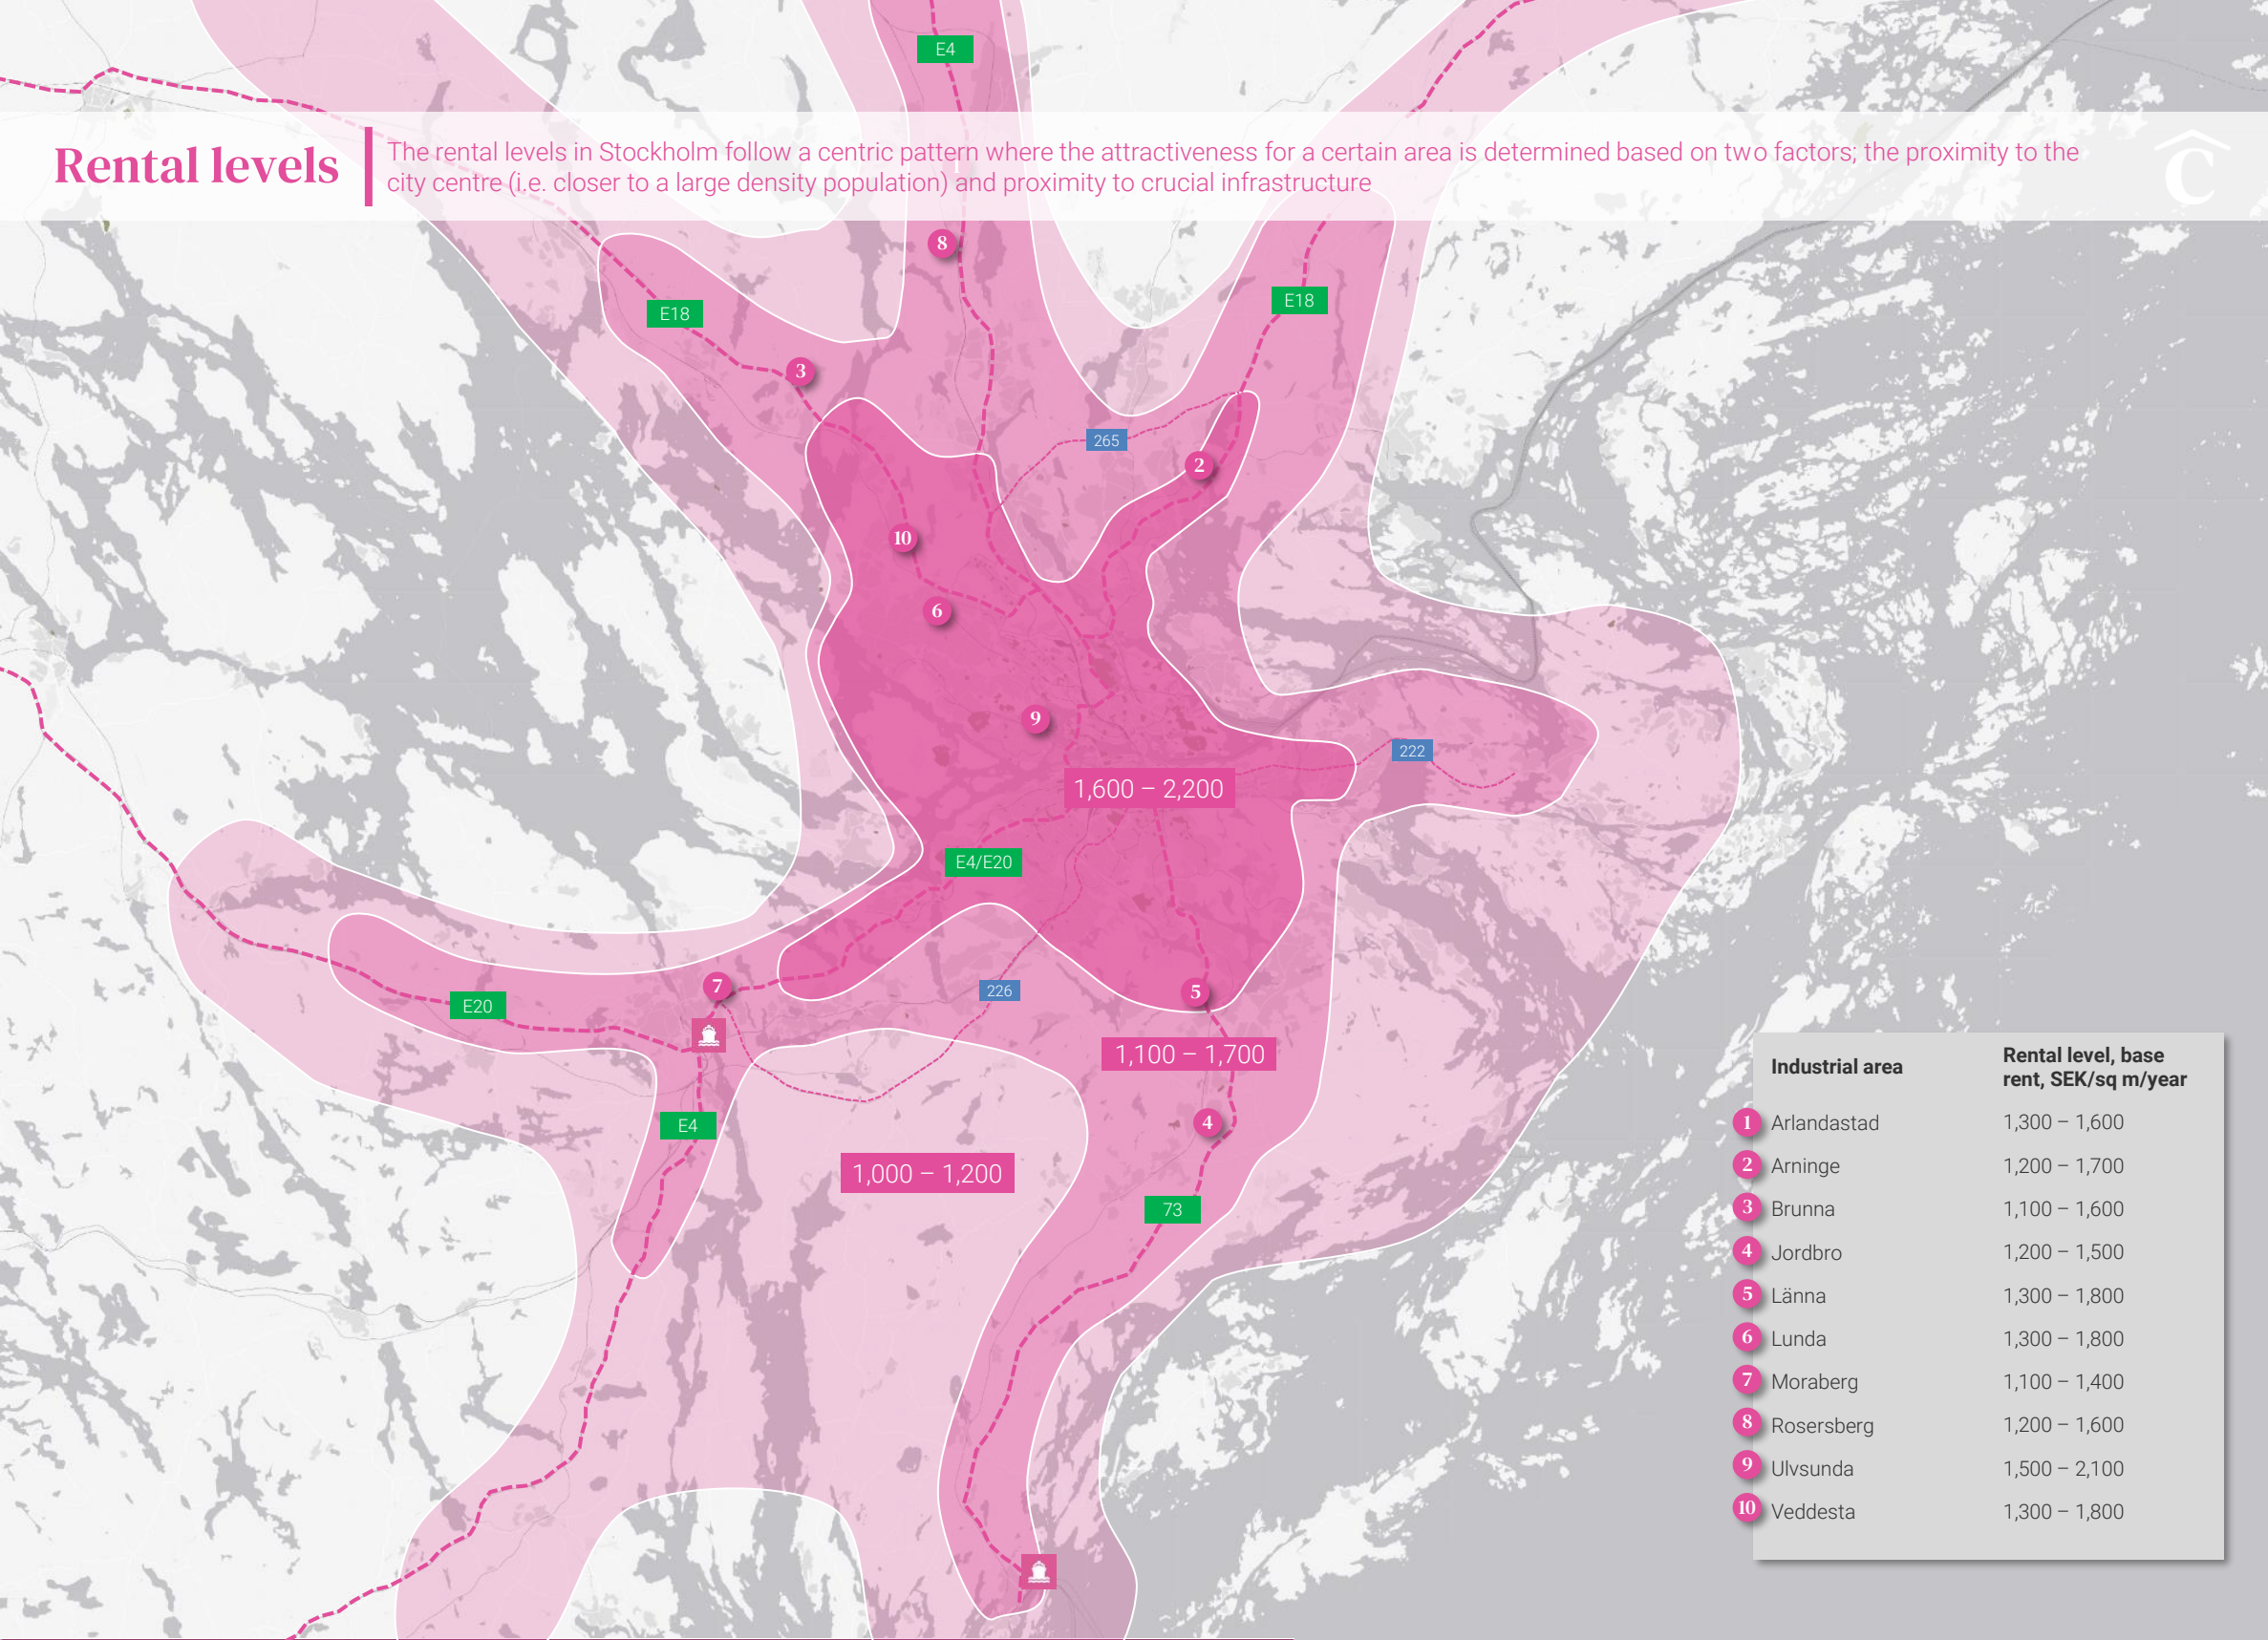 E4
Rental levels
The rental levels in Stockholm follow a centric pattern where the attractiveness for a certain area is determined based on two factors; the proximity to the
city centre (i.e. closer to a large density population) and proximity to crucial infrastructure
C
8
E18
E18
3
265
2
10
6
9
222
1,600 – 2,200
E4/E20
7
226
5
E20
1,100 – 1,700
4
E4
1,000 – 1,200
73
Industrial area
Rental level, base
rent, SEK/sq m/year
1 Arlandastad 1,300 – 1,600
2 Arninge 1,200 – 1,700
3 Brunna 1,100 – 1,600
4 Jordbro 1,200 – 1,500
5 Länna 1,300 – 1,800
6 Lunda 1,300 – 1,800
7 Moraberg 1,100 – 1,400
8 Rosersberg 1,200 – 1,600
9 Ulvsunda 1,500 – 2,100
10 Veddesta 1,300 – 1,800